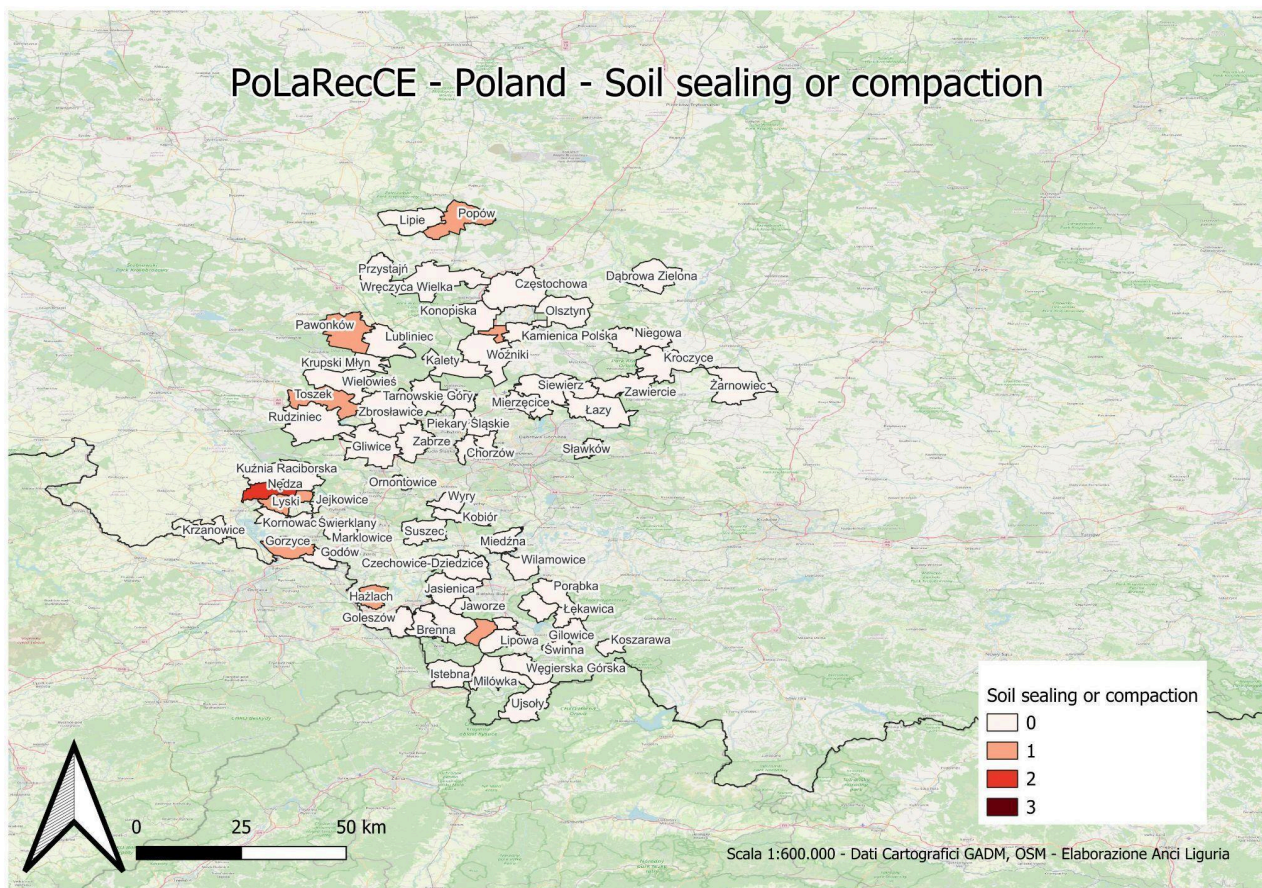 PoLaRecCE - Poland - Soil sealing or compaction
Lipie
Popów
Przystajń
Wręczyca Wielka
Częstochowa
Dąbrowa Zielona
Konopiska
Olsztyn
Pawonków
Lubliniec
Kamienica Polska
Niegowa
Woźniki
Kroczyce
Krupski Młyn
Kalety
Wielowieś
Siewierz
Zawiercie
Żarnowiec
Toszek
Tarnowskie Góry
Mierzęcice
Łazy
Rudziniec
Zbrosławice
Piekary Śląskie
Gliwice
Zabrze
Chorzów
Sławków
Kuźnia Raciborska
Nędza
Ornontowice
Lyski
Jejkowice
Wyry
Kobiór
Krzanowice
Kornowac
Świerklany
Suszec
Marklowice
Miedźna
Gorzyce
Godów
Czechowice-Dziedzice
Wilamowice
Jasienica
Porąbka
Hażlach
Jaworze
Łękawica
Goleszów
Brenna
Gilowice
Lipowa
Koszarawa
Świnna
Istebna
Milówka
Węgierska Górska
Ujsoły
Soil sealing or compaction
0
1
2
3
0 25 50 km
Scala 1:600.000 - Dati Cartografici GADM, OSM - Elaborazione Anci Liguria